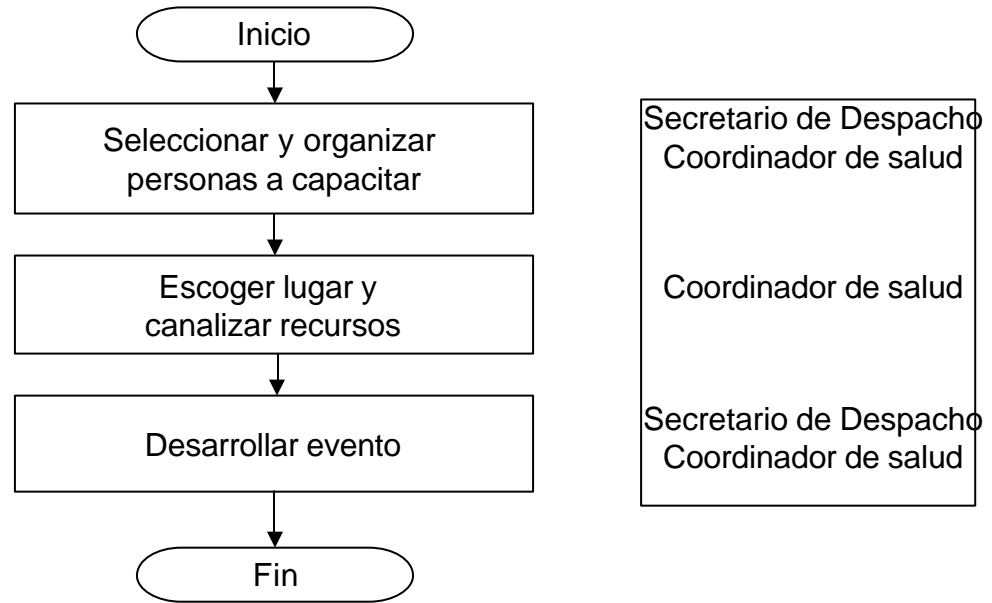 Inicio
Seleccionar y organizar
personas a capacitar
Secretario de Despacho
Coordinador de salud
Escoger lugar y
canalizar recursos
Coordinador de salud
Desarrollar evento
Secretario de Despacho
Coordinador de salud
Fin